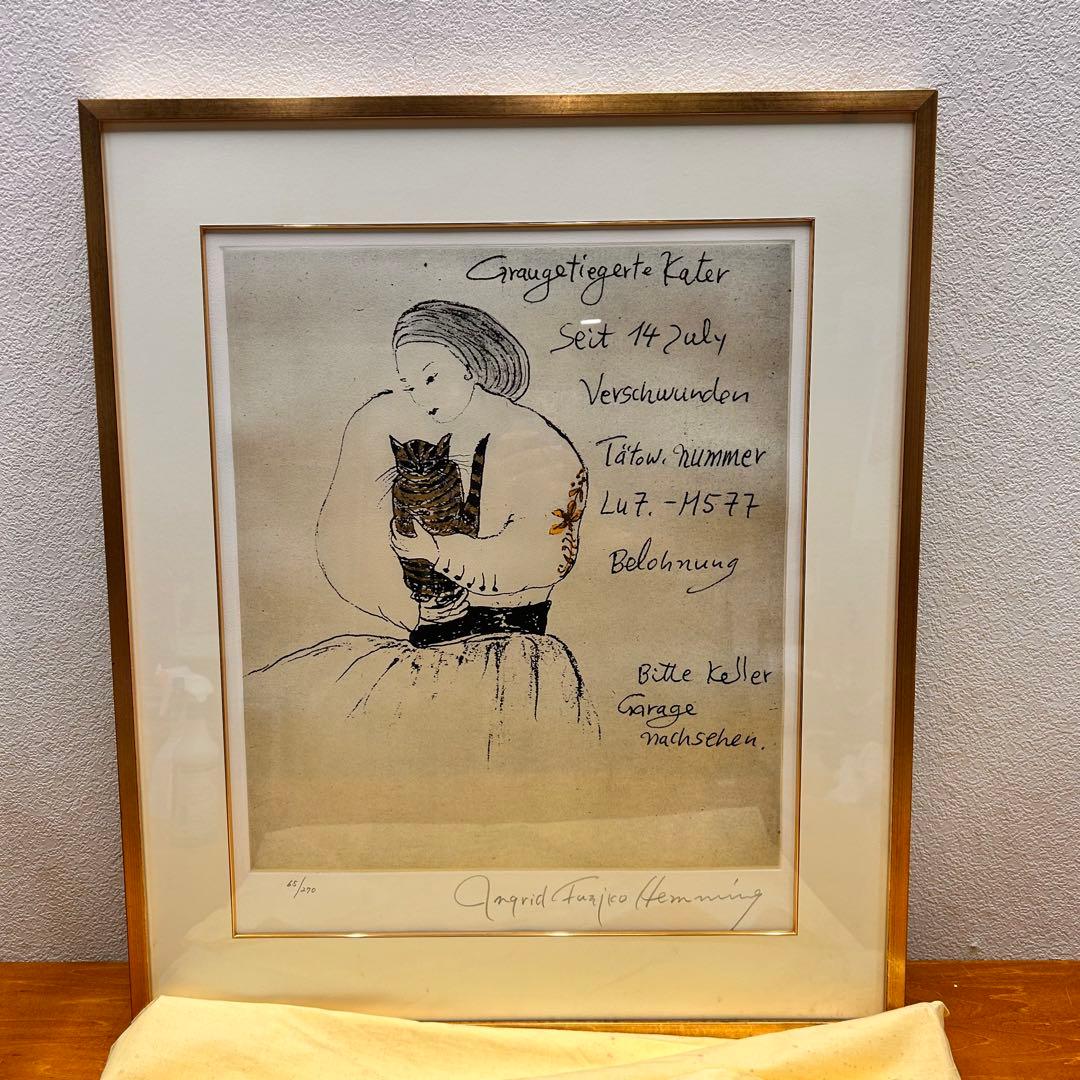 Graugetiegerte Kater
Seit 14 July
Verschwunden
Tätow. nummer
Lu7. - M577
Belohnung
Bitte Keller
Garage
nachsehen.
65/270
Ingrid Fuzjko Hemming